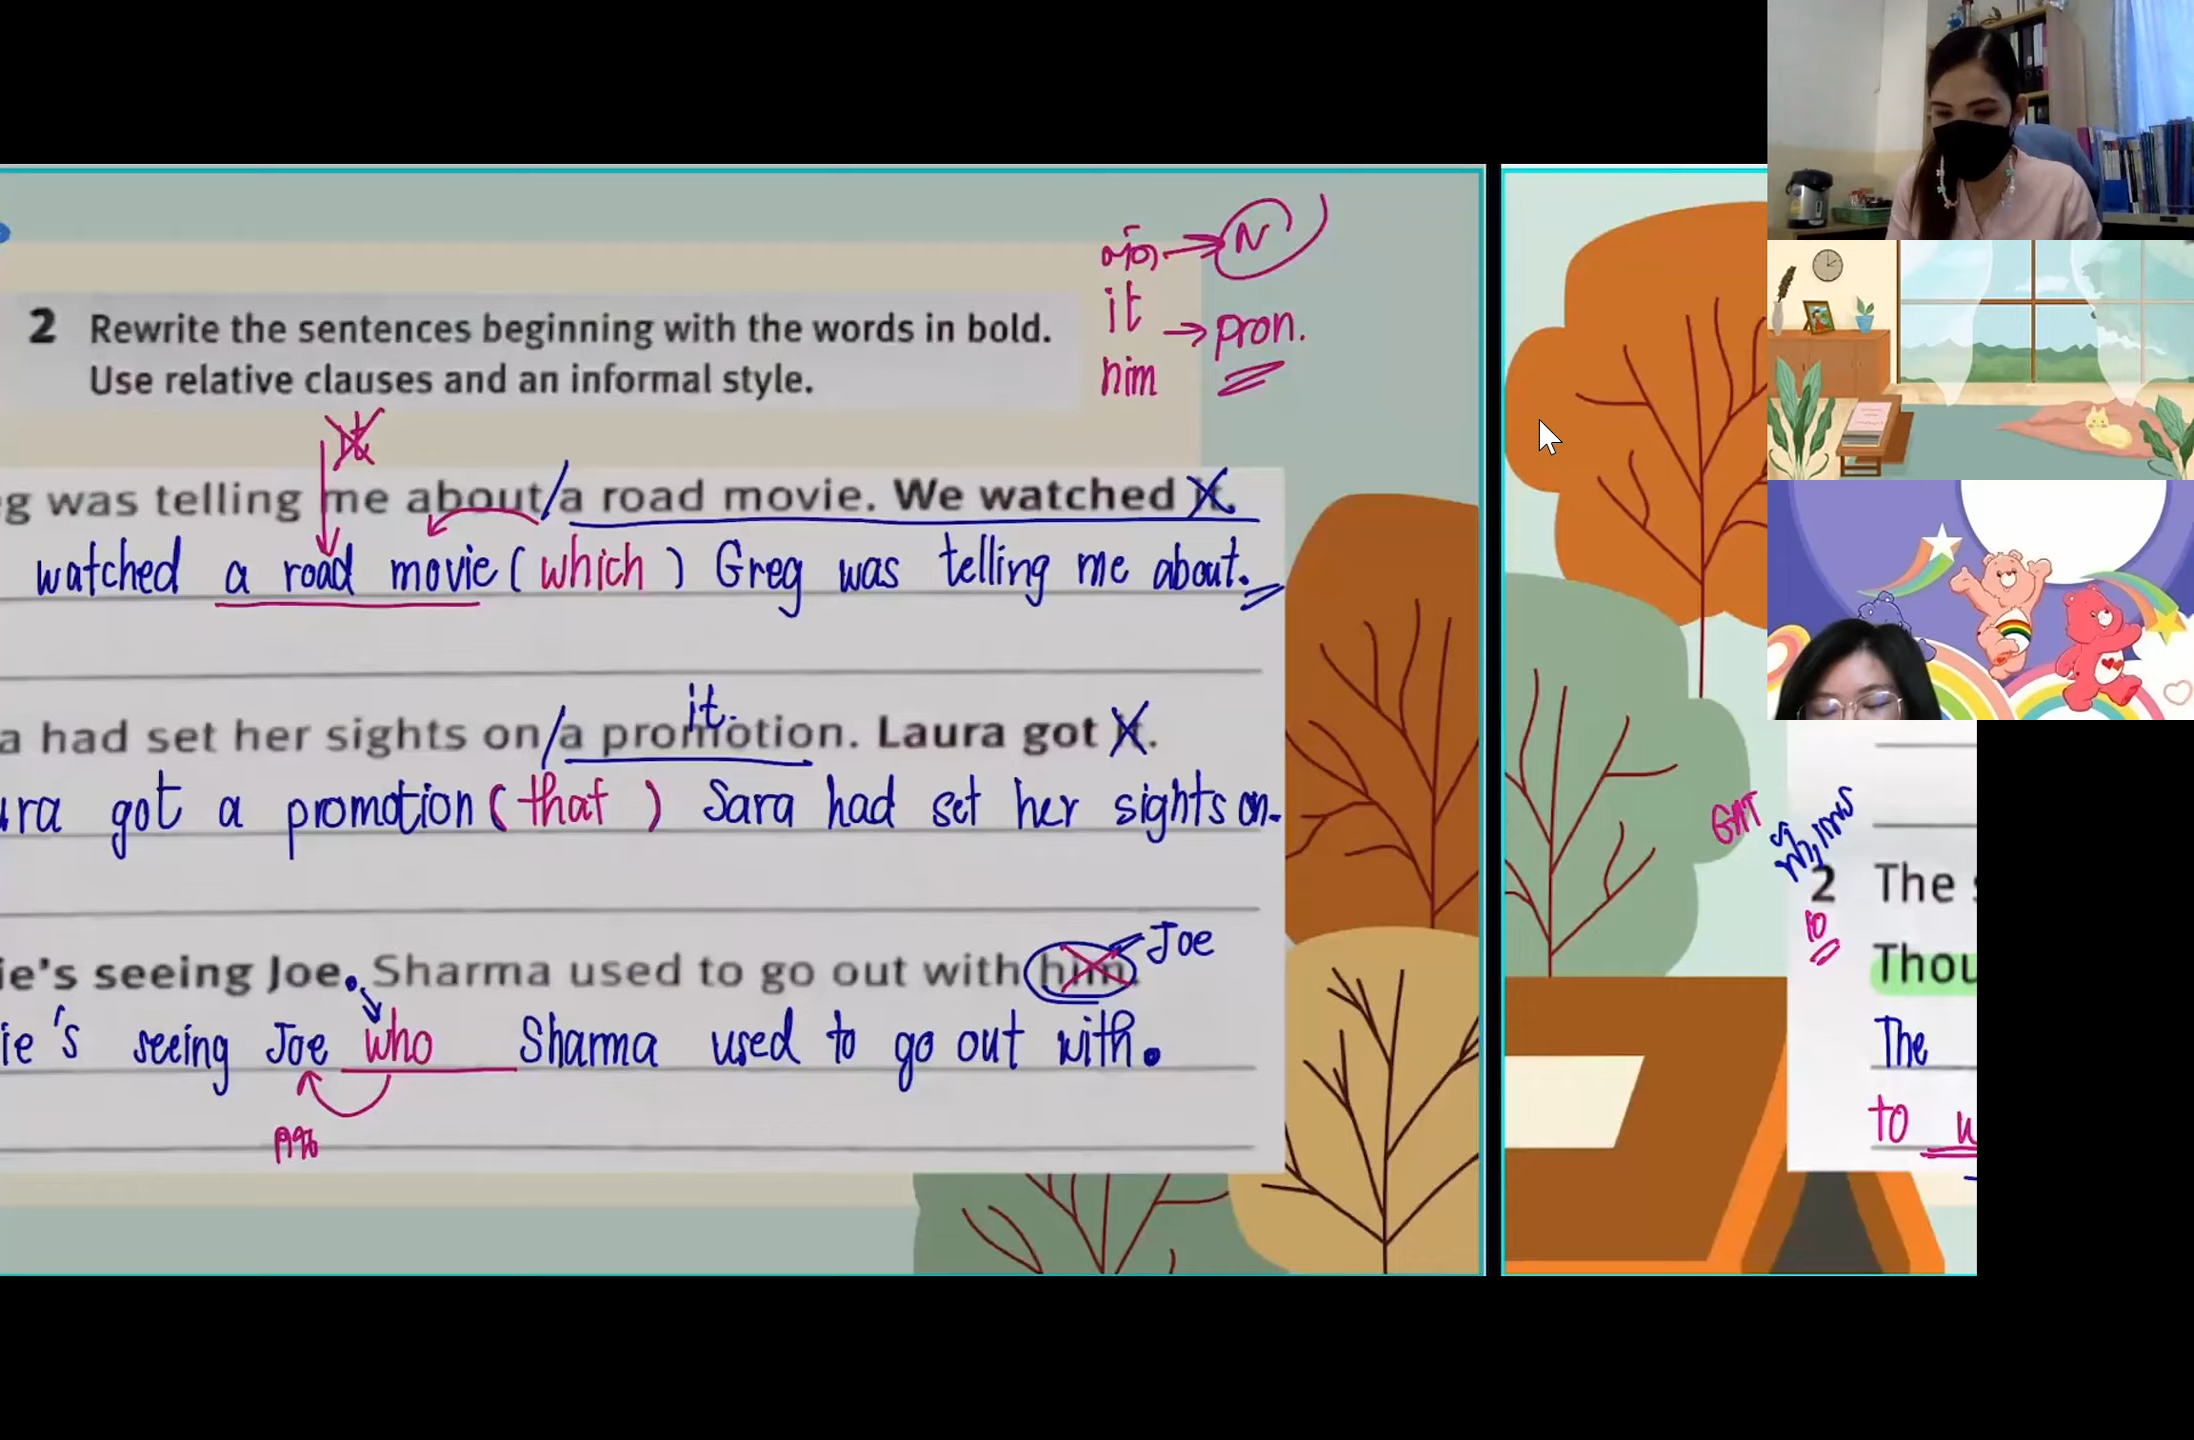 → N
it → pron.
him
2 Rewrite the sentences beginning with the words in bold.
Use relative clauses and an informal style.
it
g was telling me about/a road movie. We watched it.
watched a road movie (which) Greg was telling me about.
it.
a had set her sights on/a promotion. Laura got it.
ura got a promotion (that) Sara had set her sights on.
Joe
ie's seeing Joe. Sharma used to go out with him.
ie's seeing Joe who Sharma used to go out with.
GAT
2 The
10
Thou
The
to